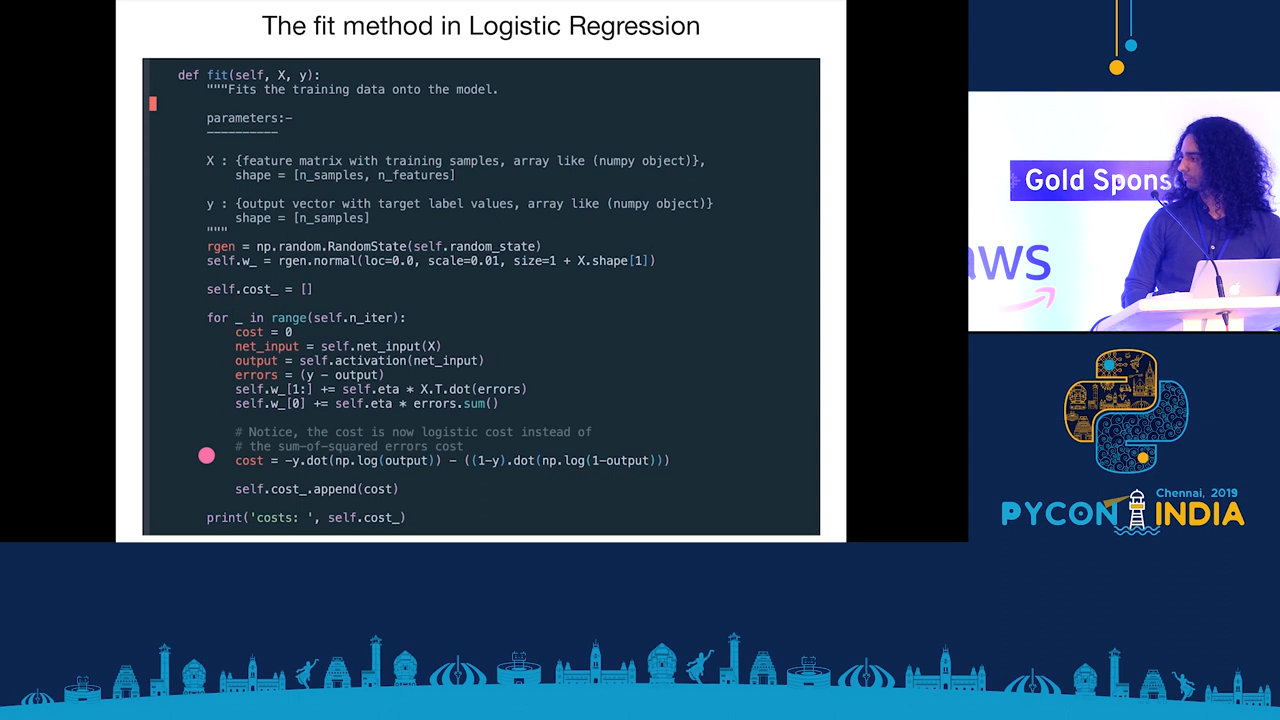 The fit method in Logistic Regression
def fit(self, X, y):
"""Fits the training data onto the model.
parameters:-
----------
X : {feature matrix with training samples, array like (numpy object)},
shape = [n_samples, n_features]
y : {output vector with target label values, array like (numpy object)}
shape = [n_samples]
"""
rgen = np.random.RandomState(self.random_state)
self.w_ = rgen.normal(loc=0.0, scale=0.01, size=1 + X.shape[1])
self.cost_ = []
for _ in range(self.n_iter):
cost = 0
net_input = self.net_input(X)
output = self.activation(net_input)
errors = (y - output)
self.w_[1:] += self.eta * X.T.dot(errors)
self.w_[0] += self.eta * errors.sum()
# Notice, the cost is now logistic cost instead of
# the sum-of-squared errors cost
cost = -y.dot(np.log(output)) - ((1-y).dot(np.log(1-output)))
self.cost_.append(cost)
print('costs: ', self.cost_)
Gold Spons
aws
Chennai, 2019
PYCON INDIA